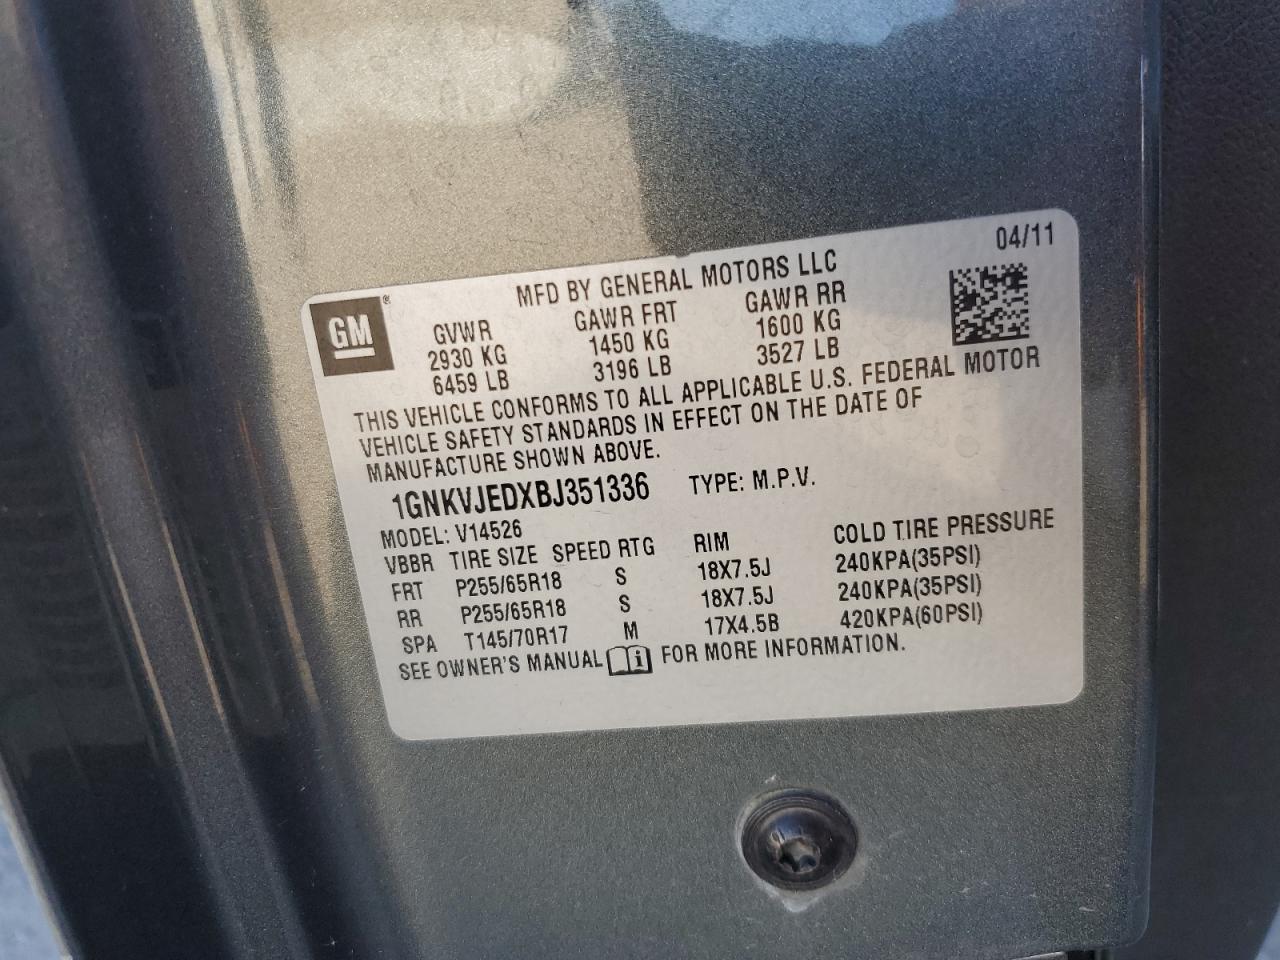 04/11
MFD BY GENERAL MOTORS LLC
GM®
GVWR GAWR FRT GAWR RR
2930 KG 1450 KG 1600 KG
6459 LB 3196 LB 3527 LB
THIS VEHICLE CONFORMS TO ALL APPLICABLE U.S. FEDERAL MOTOR
VEHICLE SAFETY STANDARDS IN EFFECT ON THE DATE OF
MANUFACTURE SHOWN ABOVE.
1GNKVJEDXBJ351336 TYPE: M.P.V.
MODEL: V14526
VBBR TIRE SIZE SPEED RTG RIM COLD TIRE PRESSURE
FRT P255/65R18 S 18X7.5J 240KPA(35PSI)
RR P255/65R18 S 18X7.5J 240KPA(35PSI)
SPA T145/70R17 M 17X4.5B 420KPA(60PSI)
SEE OWNER'S MANUAL i FOR MORE INFORMATION.